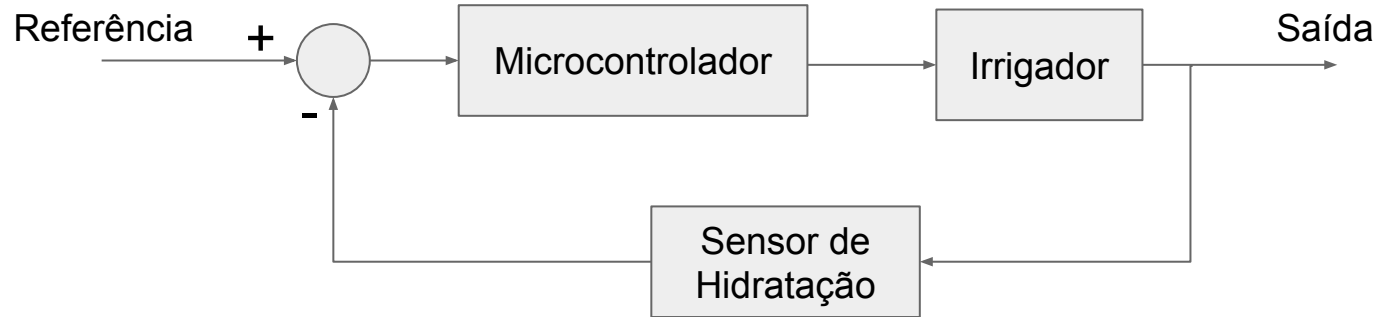 Referência
+
-
Microcontrolador
Irrigador
Saída
Sensor de
Hidratação